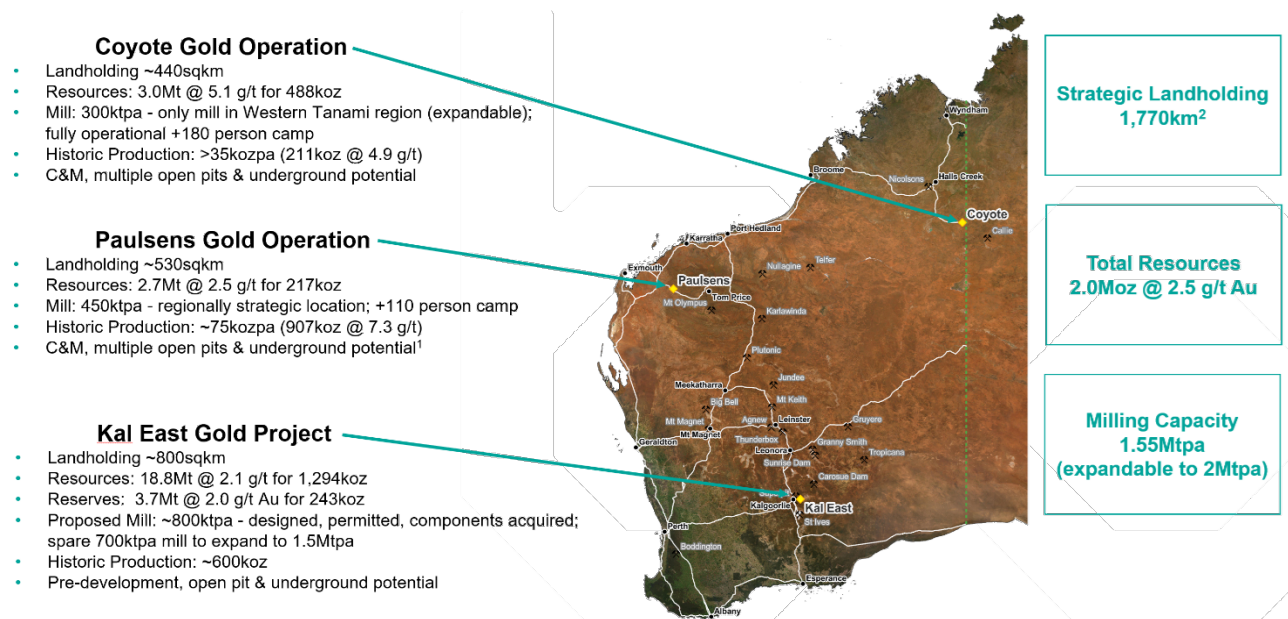 Coyote Gold Operation
• Landholding ~440sqkm
• Resources: 3.0Mt @ 5.1 g/t for 488koz
• Mill: 300ktpa - only mill in Western Tanami region (expandable);
fully operational +180 person camp
• Historic Production: >35kozpa (211koz @ 4.9 g/t)
• C&M, multiple open pits & underground potential
Paulsens Gold Operation
• Landholding ~530sqkm
• Resources: 2.7Mt @ 2.5 g/t for 217koz
• Mill: 450ktpa - regionally strategic location; +110 person camp
• Historic Production: ~75kozpa (907koz @ 7.3 g/t)
• C&M, multiple open pits & underground potential¹
Kal East Gold Project
• Landholding ~800sqkm
• Resources: 18.8Mt @ 2.1 g/t for 1,294koz
• Reserves: 3.7Mt @ 2.0 g/t Au for 243koz
• Proposed Mill: ~800ktpa - designed, permitted, components acquired;
spare 700ktpa mill to expand to 1.5Mtpa
• Historic Production: ~600koz
• Pre-development, open pit & underground potential
Wyndham
Broome
Nicolsons
Halls Creek
Coyote
Callie
Port Hedland
Karratha
Exmouth
Nullagine
Telfer
Paulsens
Tom Price
Mt Olympus
Karlawinda
Plutonic
Meekatharra
Jundee
Big Bell
Mt Keith
Mt Magnet
Agnew
Leinster
Gruyere
Mt Magnet
Geraldton
Thunderbox
Granny Smith
Leonora
Tropicana
Sunrise Dam
Carosue Dam
Kalgoorlie
Kal East
St Ives
Perth
Boddington
Esperance
Albany
Strategic Landholding
1,770km²
Total Resources
2.0Moz @ 2.5 g/t Au
Milling Capacity
1.55Mtpa
(expandable to 2Mtpa)